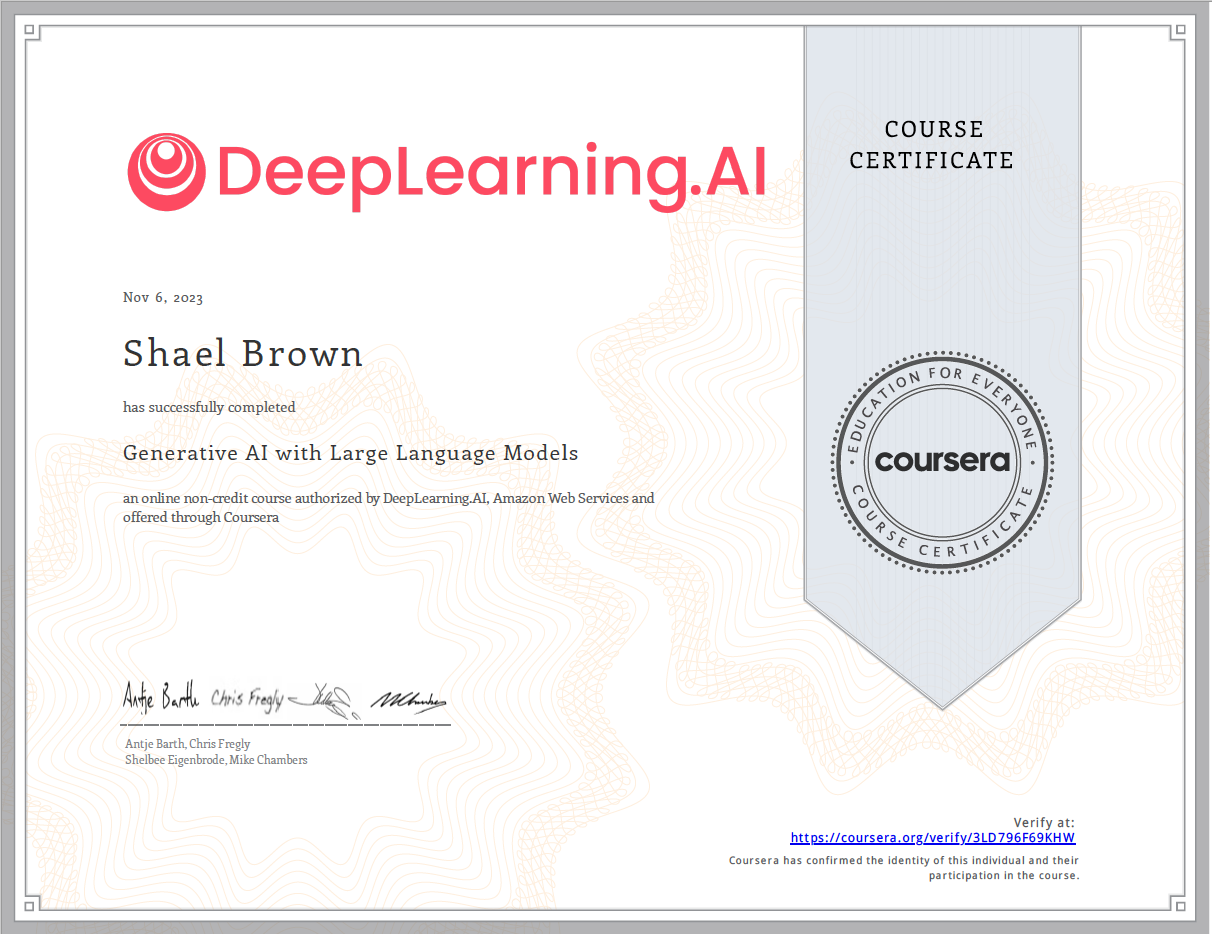 DeepLearning.AI
COURSE
CERTIFICATE
Nov 6, 2023
Shael Brown
has successfully completed
Generative AI with Large Language Models
an online non-credit course authorized by DeepLearning.AI, Amazon Web Services and
offered through Coursera
EDUCATION FOR EVERYONE
coursera
COURSE CERTIFICATE
Antje Barth Chris Fregly
Antje Barth, Chris Fregly
Shelbee Eigenbrode, Mike Chambers
Verify at:
https://coursera.org/verify/3LD796F69KHW
Coursera has confirmed the identity of this individual and their
participation in the course.